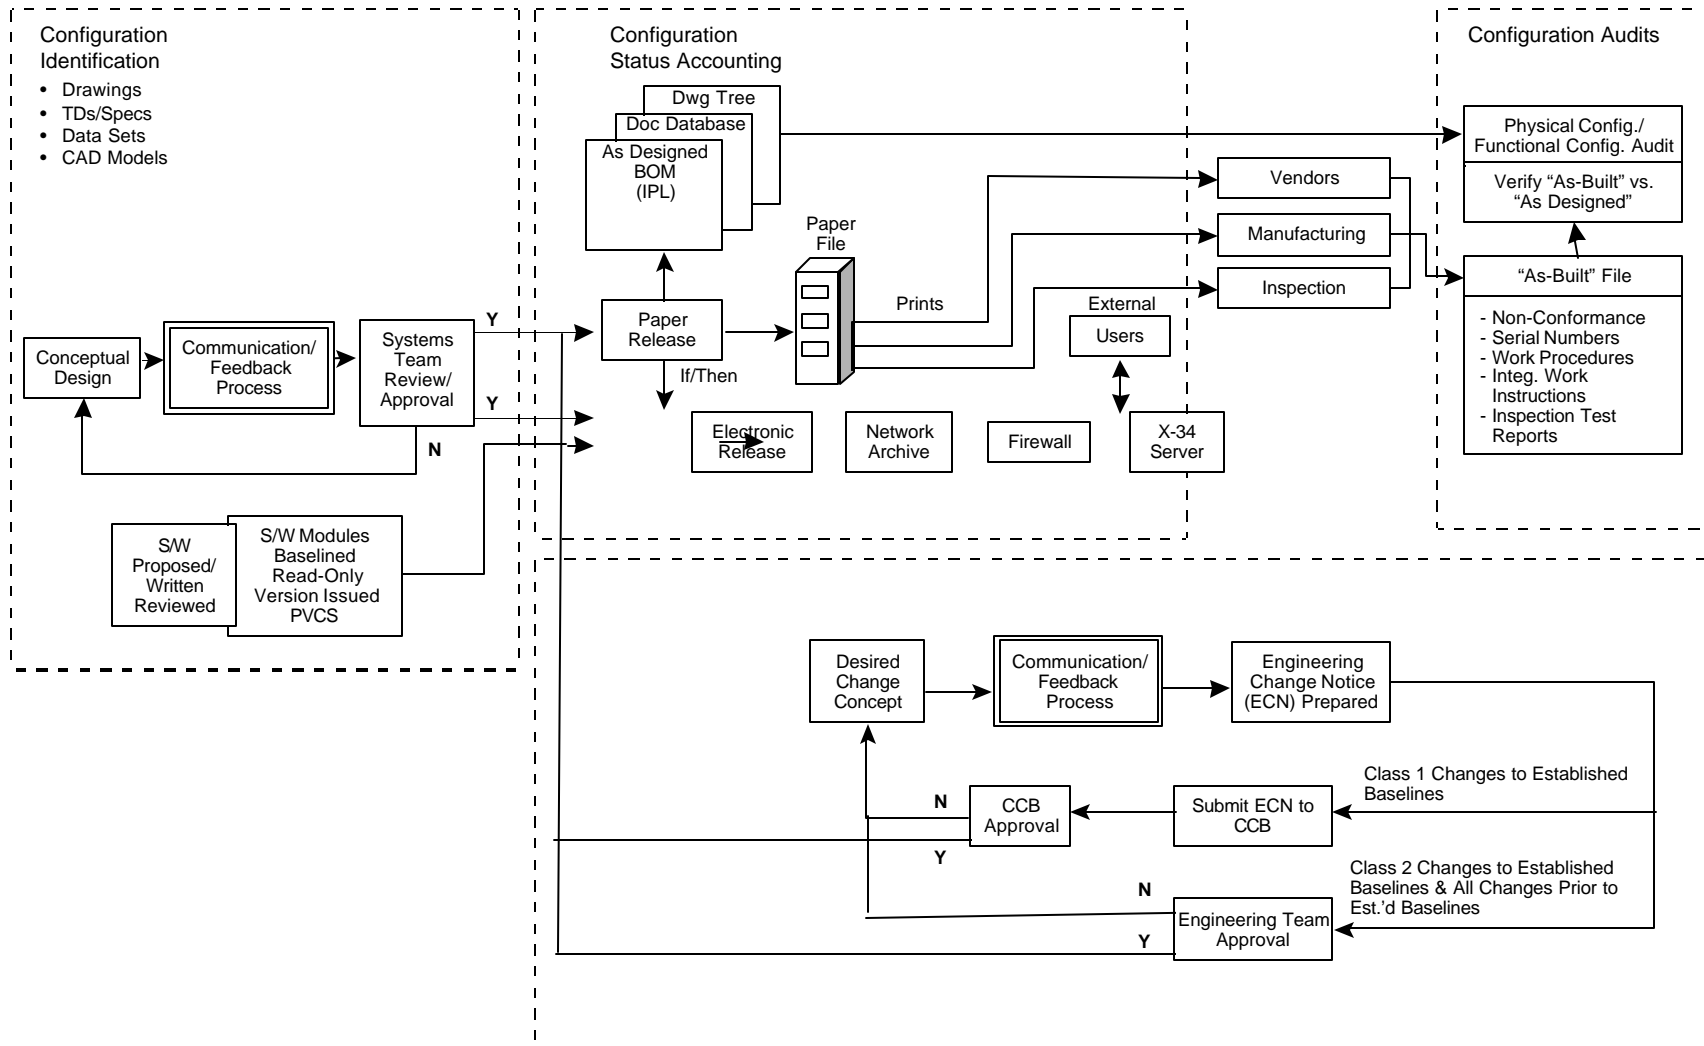 Configuration
Identification
• Drawings
• TDs/Specs
• Data Sets
• CAD Models
Conceptual
Design
Communication/
Feedback
Process
Systems
Team
Review/
Approval
Y
Y
N
S/W
Proposed/
Written
Reviewed
S/W Modules
Baselined
Read-Only
Version Issued
PVCS
Configuration
Status Accounting
Dwg Tree
Doc Database
As Designed
BOM
(IPL)
Paper
File
Paper
Release
If/Then
Prints
External
Users
Electronic
Release
Network
Archive
Firewall
X-34
Server
Vendors
Manufacturing
Inspection
Configuration Audits
Physical Config./
Functional Config. Audit
Verify “As-Built” vs.
“As Designed”
“As-Built” File
- Non-Conformance
- Serial Numbers
- Work Procedures
- Integ. Work
Instructions
- Inspection Test
Reports
Desired
Change
Concept
Communication/
Feedback
Process
Engineering
Change Notice
(ECN) Prepared
Class 1 Changes to Established
Baselines
Submit ECN to
CCB
CCB
Approval
N
Y
Class 2 Changes to Established
Baselines & All Changes Prior to
Est.’d Baselines
Engineering Team
Approval
N
Y